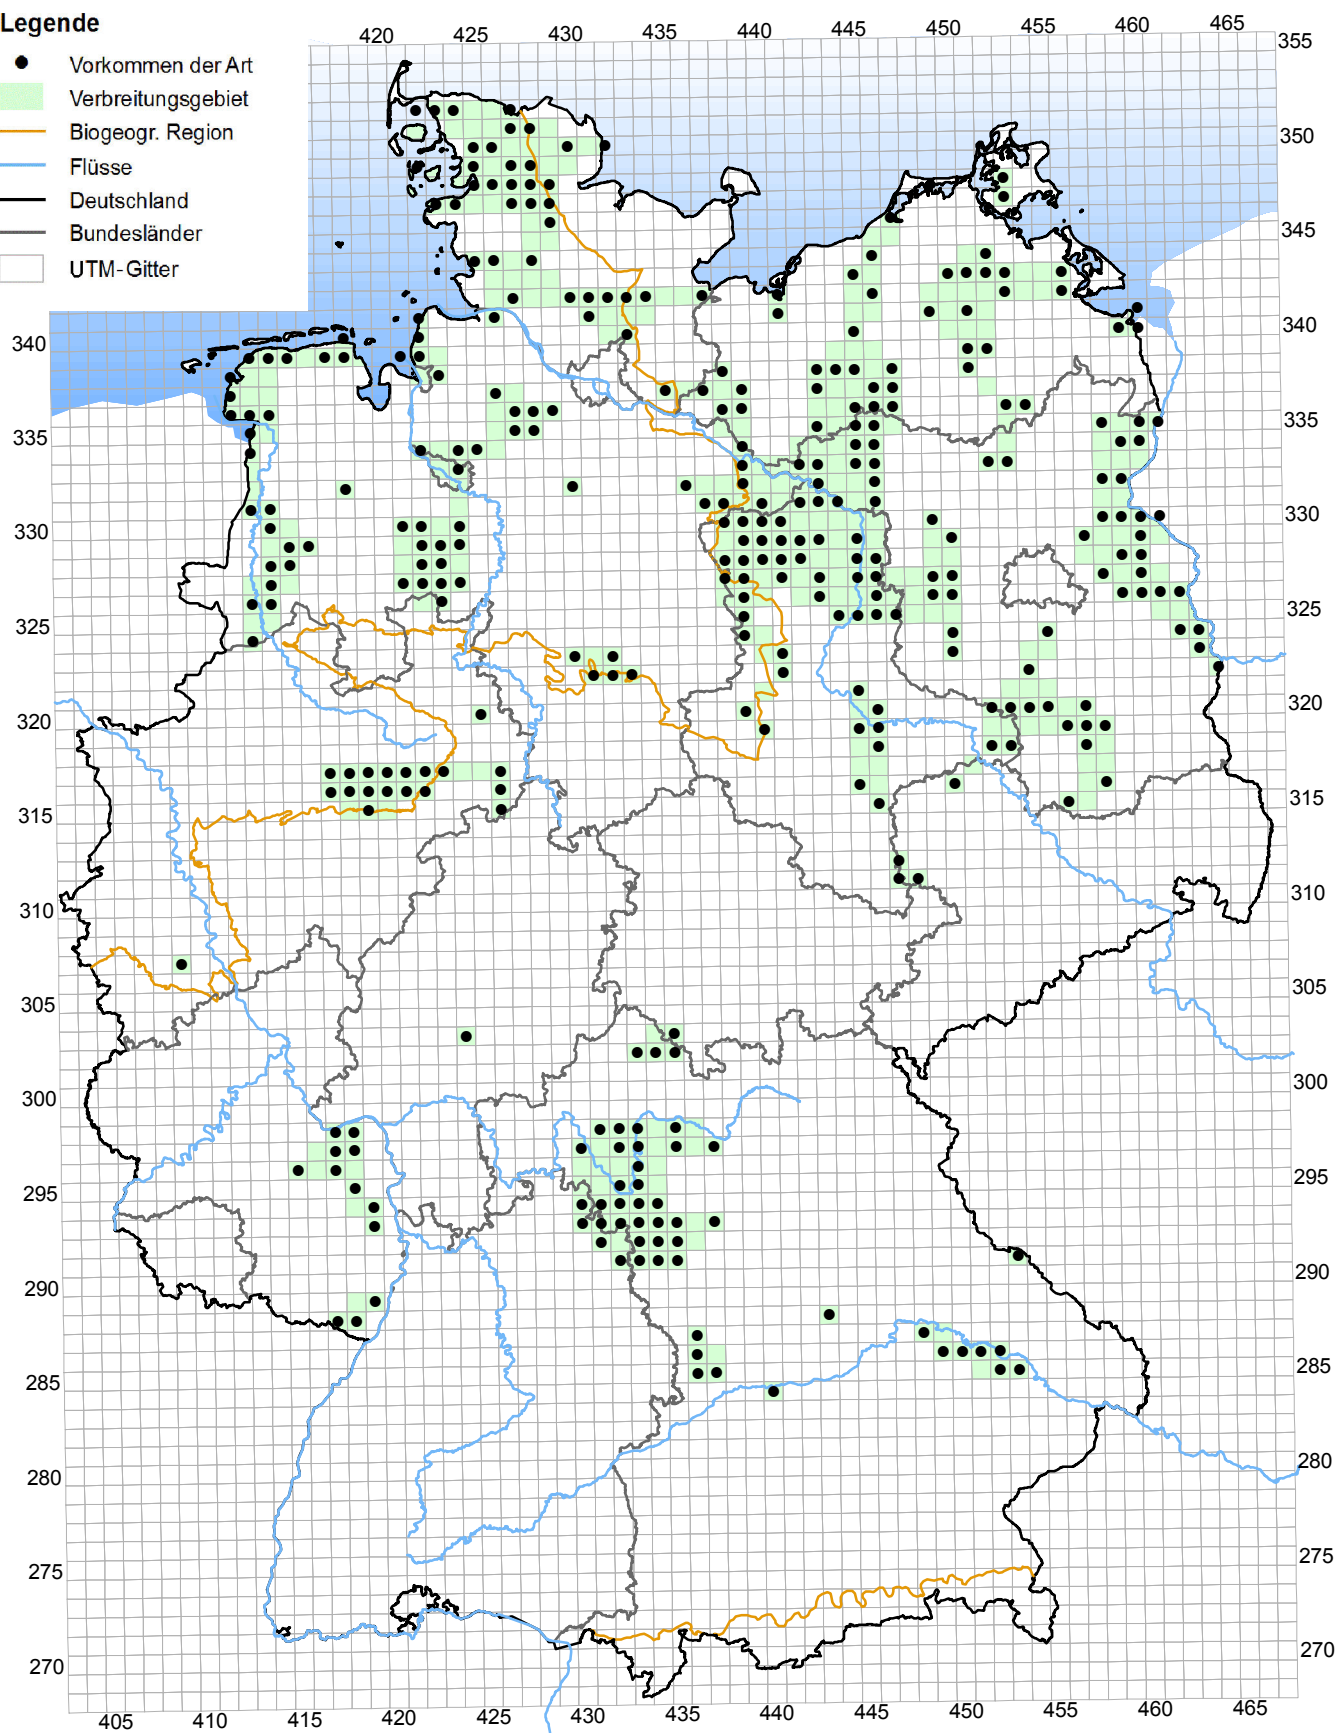 Legende
Vorkommen der Art
Verbreitungsgebiet
Biogeogr. Region
Flüsse
Deutschland
Bundesländer
UTM-Gitter
420 425 430 435 440 445 450 455 460 465
355
350
345
340 340
335 335
330 330
325 325
320 320
315 315
310 310
305 305
300 300
295 295
290 290
285 285
280 280
275 275
270 270
405 410 415 420 425 430 435 440 445 450 455 460 465